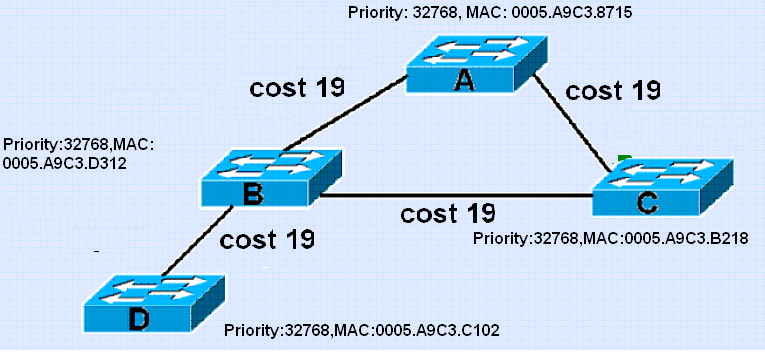 Priority: 32768, MAC: 0005.A9C3.8715
A
cost 19
cost 19
Priority:32768,MAC:
0005.A9C3.D312
B
C
cost 19
cost 19
Priority:32768,MAC:0005.A9C3.B218
D
Priority:32768,MAC:0005.A9C3.C102